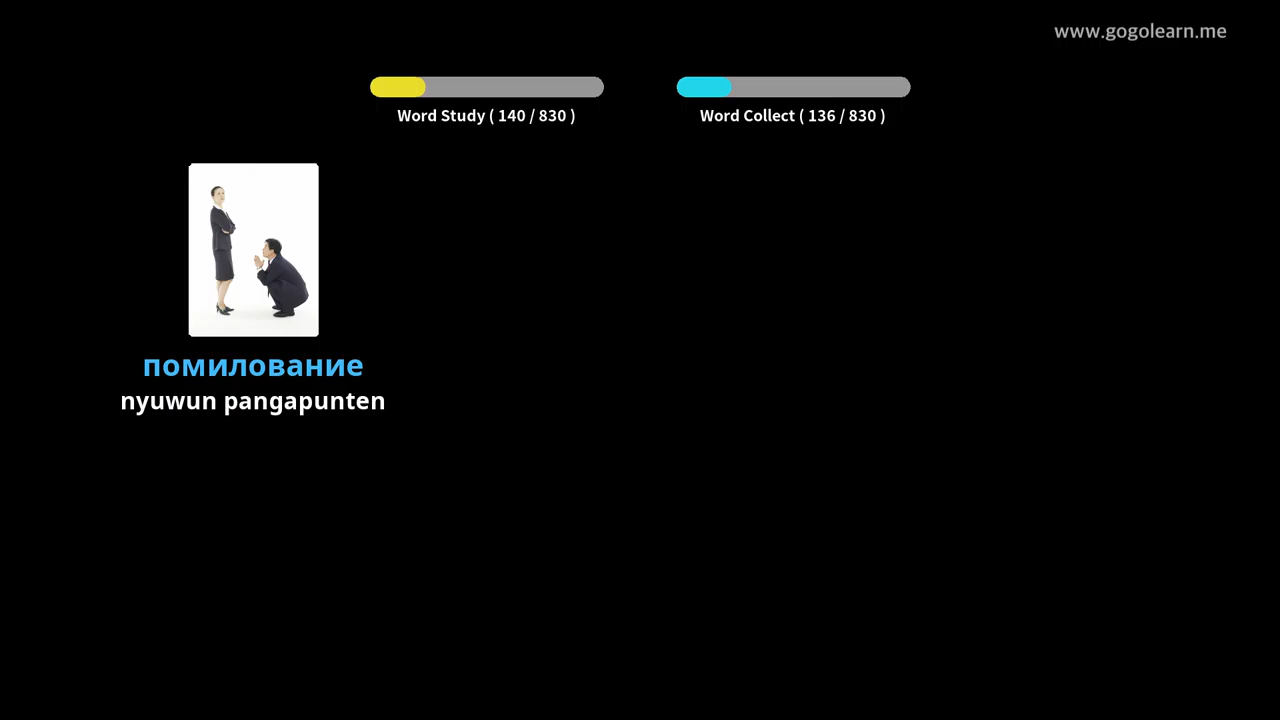 www.gogolearn.me
Word Study ( 140 / 830 )
Word Collect ( 136 / 830 )
помилование
nyuwun pangapunten